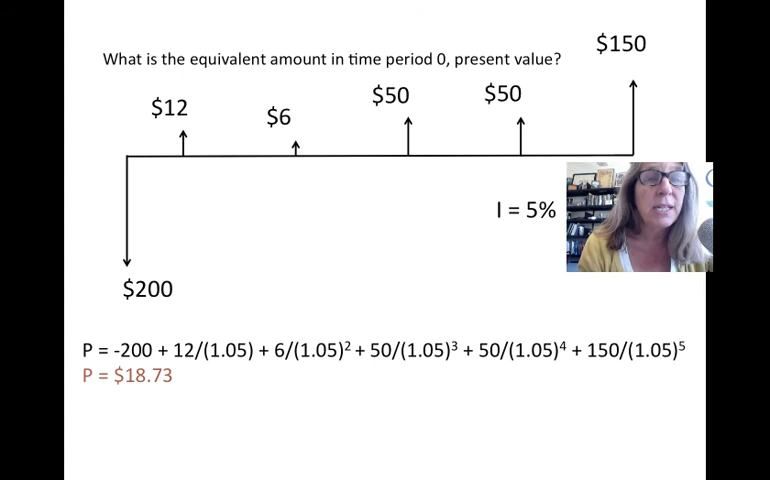 What is the equivalent amount in time period 0, present value?
$150
$12
$6
$50
$50
I = 5%
$200
P = -200 + 12/(1.05) + 6/(1.05)² + 50/(1.05)³ + 50/(1.05)⁴ + 150/(1.05)⁵
P = $18.73